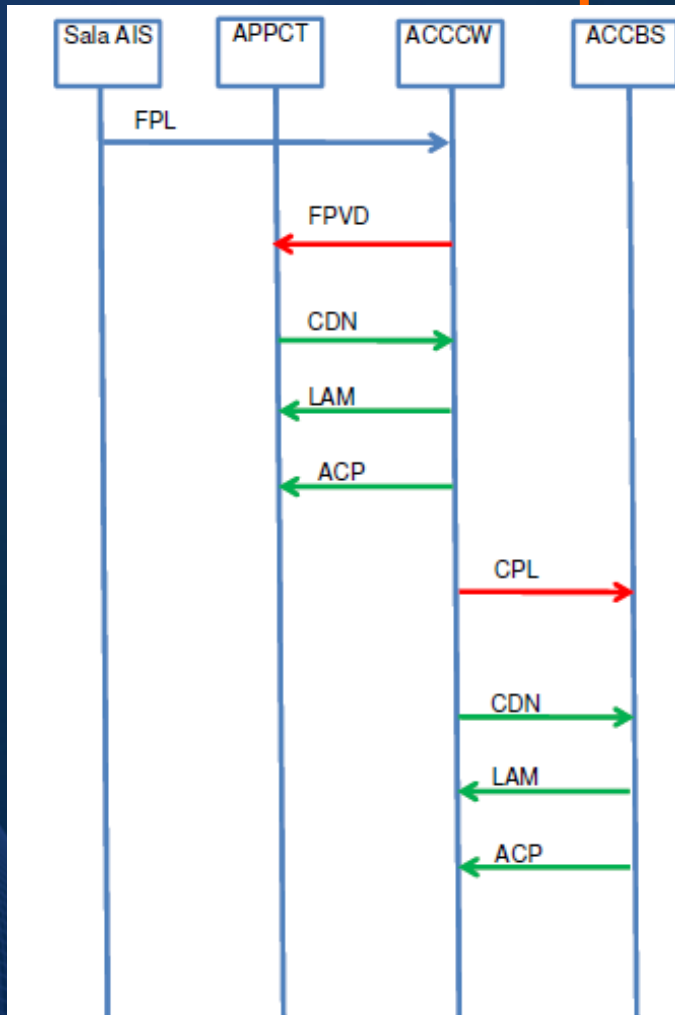 Sala AIS
APPCT
ACCCW
ACCBS
FPL
FPVD
CDN
LAM
ACP
CPL
CDN
LAM
ACP